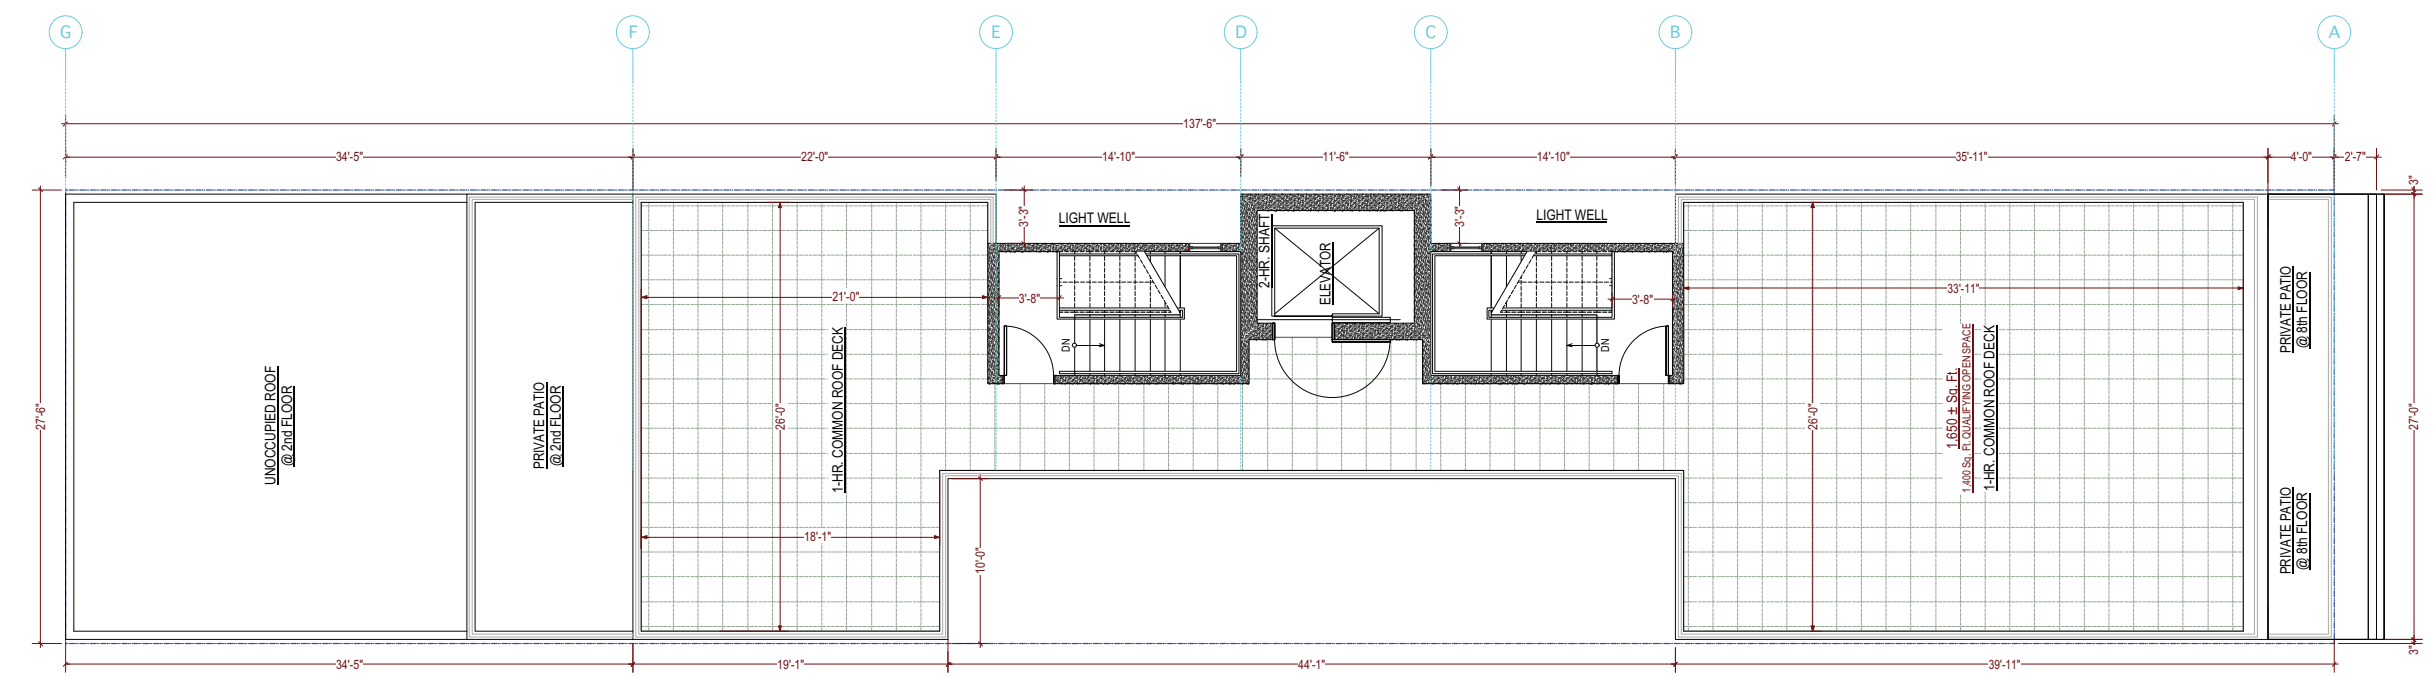 G
F
E
D
C
B
A
137'-6"
34'-5"
22'-0"
14'-10"
11'-6"
14'-10"
35'-11"
4'-0"
2'-7"
3"
3'-3"
LIGHT WELL
3'-3"
LIGHT WELL
2-HR. SHAFT
ELEVATOR
21'-0"
3'-8"
3'-8"
33'-11"
DN
DN
27'-6"
UNOCCUPIED ROOF
@ 2nd FLOOR
PRIVATE PATIO
@ 2nd FLOOR
26'-0"
1-HR. COMMON ROOF DECK
26'-0"
1,650 ± Sq. Ft.
1,400 Sq. Ft. QUALIFYING OPEN SPACE
1-HR. COMMON ROOF DECK
PRIVATE PATIO
@ 8th FLOOR
PRIVATE PATIO
@ 8th FLOOR
27'-0"
18'-1"
10'-0"
3"
34'-5"
19'-1"
44'-1"
39'-11"